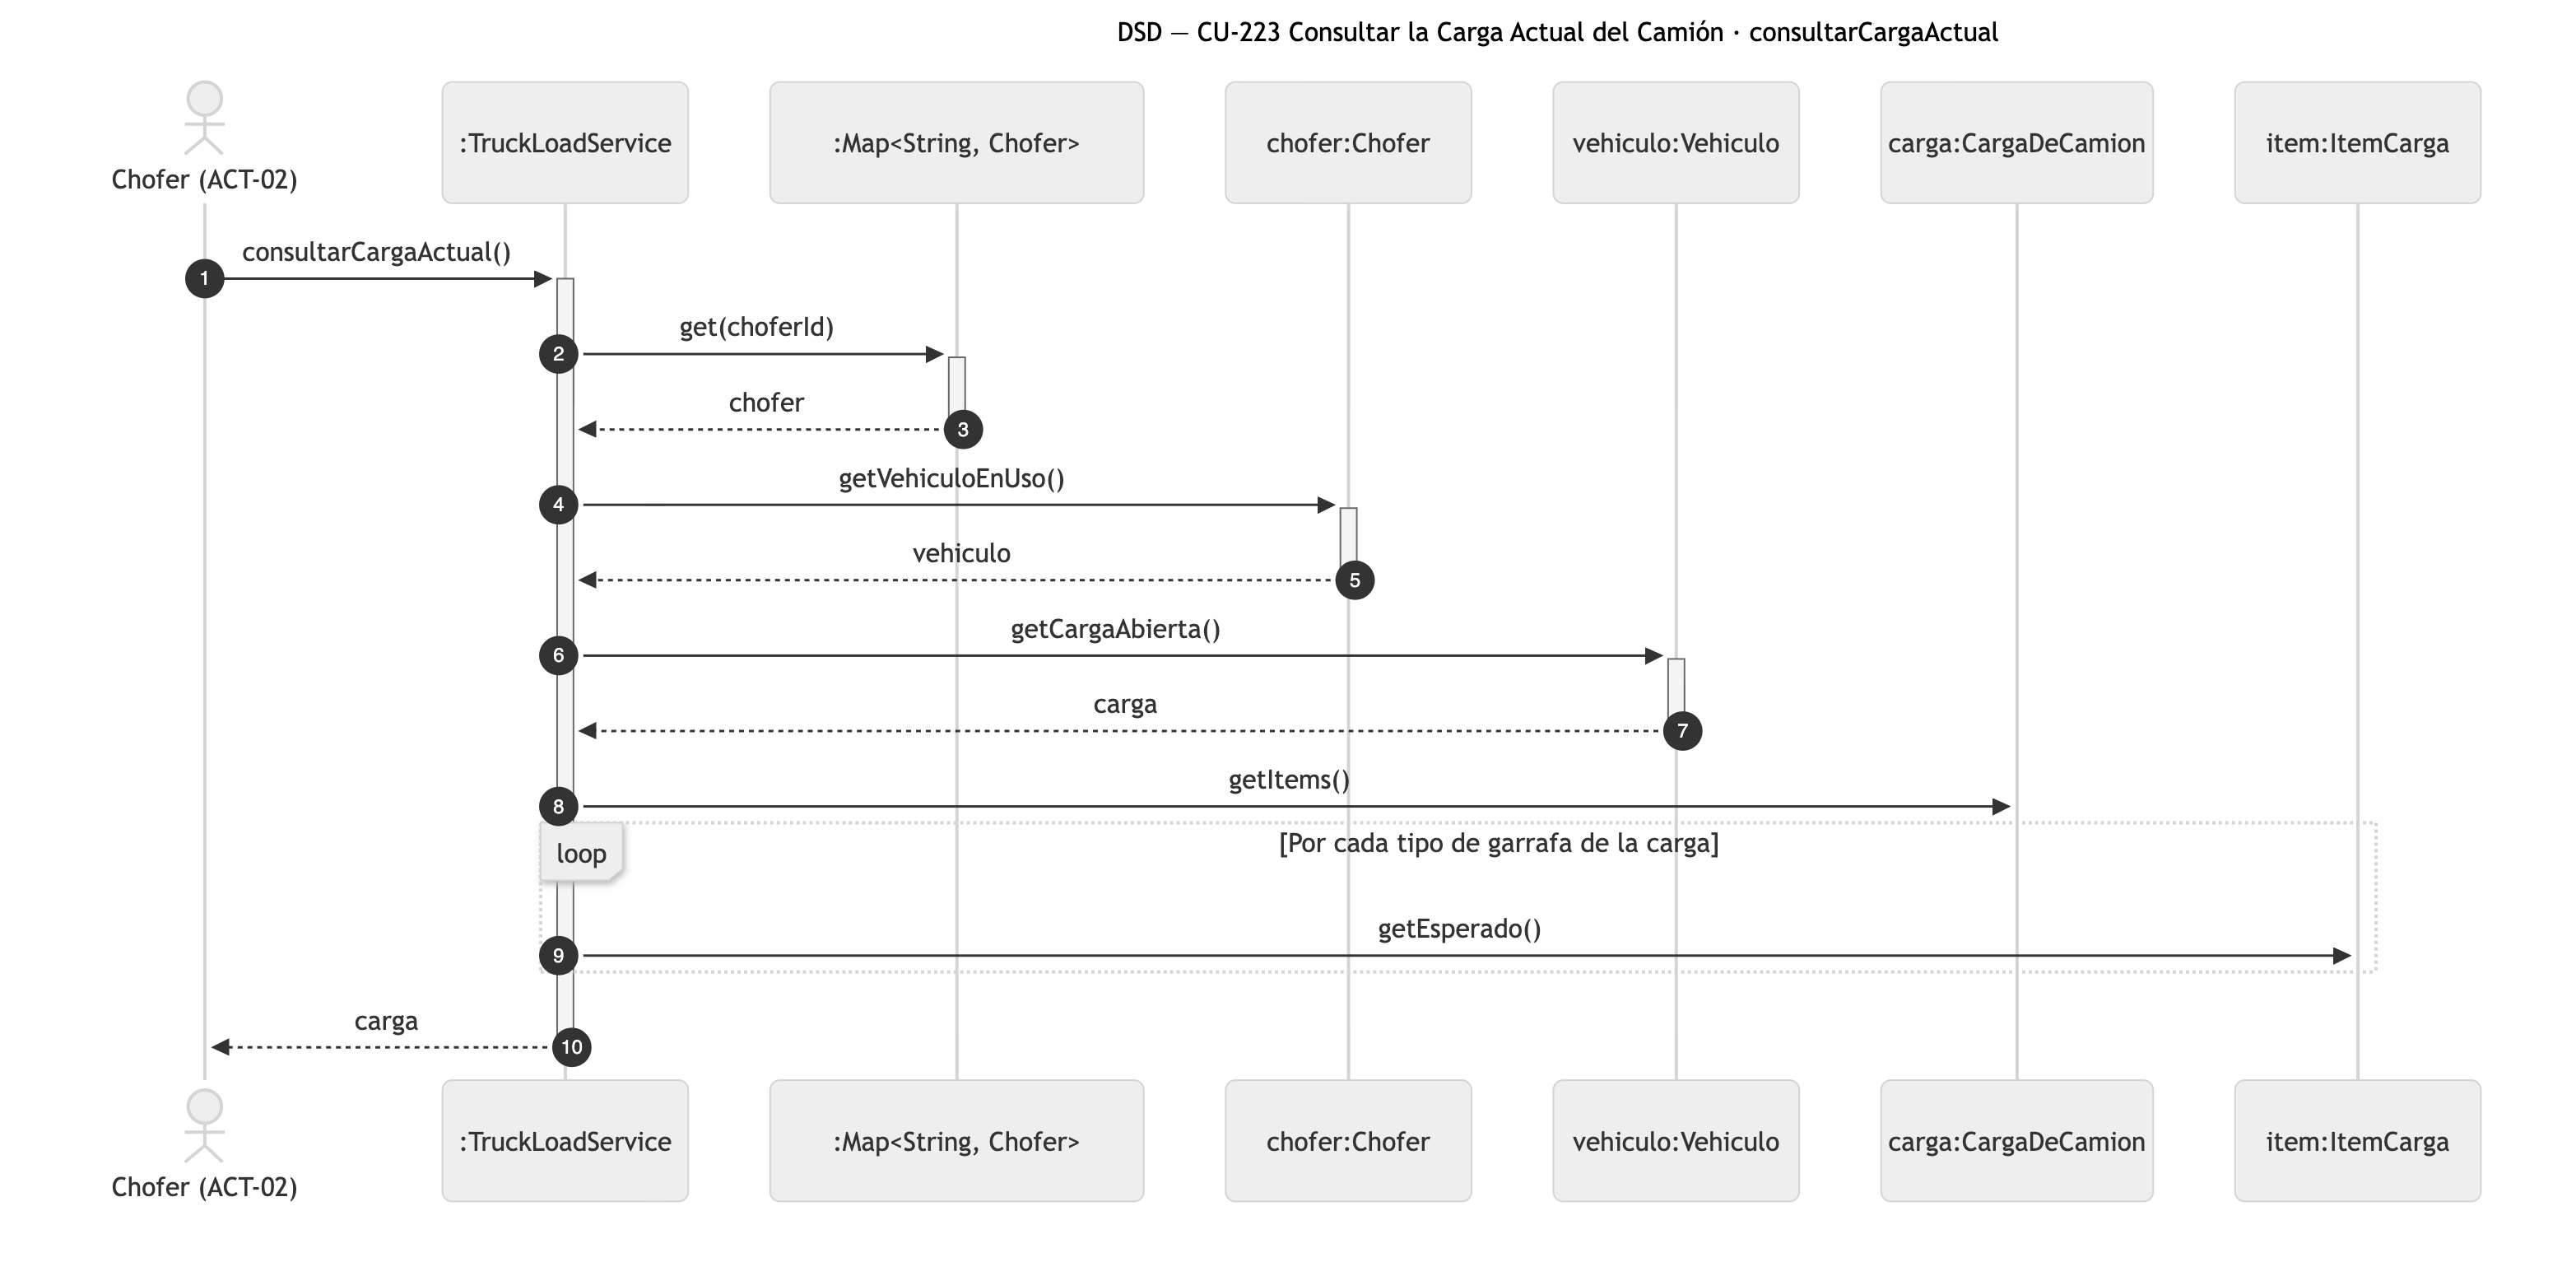 DSD — CU-223 Consultar la Carga Actual del Camión · consultarCargaActual
Chofer (ACT-02)
:TruckLoadService
:Map<String, Chofer>
chofer:Chofer
vehiculo:Vehiculo
carga:CargaDeCamion
item:ItemCarga
consultarCargaActual()
1
get(choferId)
2
chofer
3
getVehiculoEnUso()
4
vehiculo
5
getCargaAbierta()
6
carga
7
getItems()
8
loop
[Por cada tipo de garrafa de la carga]
getEsperado()
9
carga
10
Chofer (ACT-02)
:TruckLoadService
:Map<String, Chofer>
chofer:Chofer
vehiculo:Vehiculo
carga:CargaDeCamion
item:ItemCarga